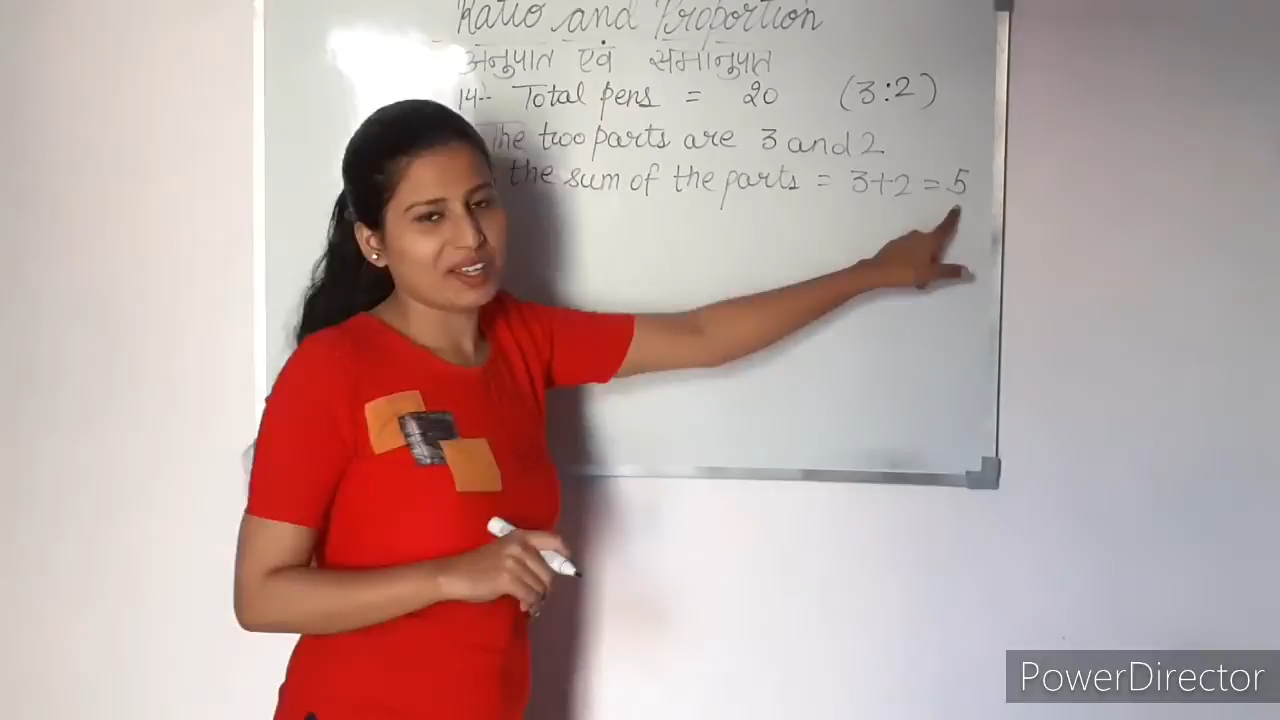 Ratio and Proportion
अनुपात एवं समानुपात
14- Total pens = 20 (3:2)
The two parts are 3 and 2
the sum of the parts = 3+2 = 5
PowerDirector